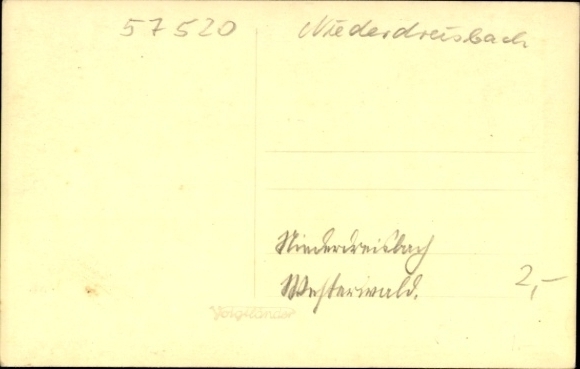 57520 Niederdreisbach
Niederdreisbach
Westerwald.
2,-
Voigtländer